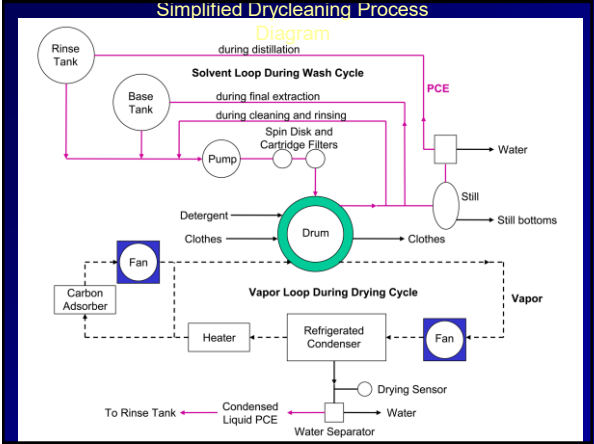 Simplified Drycleaning Process
Diagram
Rinse
Tank
during distillation
Solvent Loop During Wash Cycle
PCE
Base
Tank
during final extraction
during cleaning and rinsing
Spin Disk and
Cartridge Filters
Pump
Water
Still
Detergent
Still bottoms
Clothes
Drum
Clothes
Fan
Carbon
Adsorber
Vapor Loop During Drying Cycle
Vapor
Heater
Refrigerated
Condenser
Fan
Drying Sensor
To Rinse Tank
Condensed
Liquid PCE
Water
Water Separator